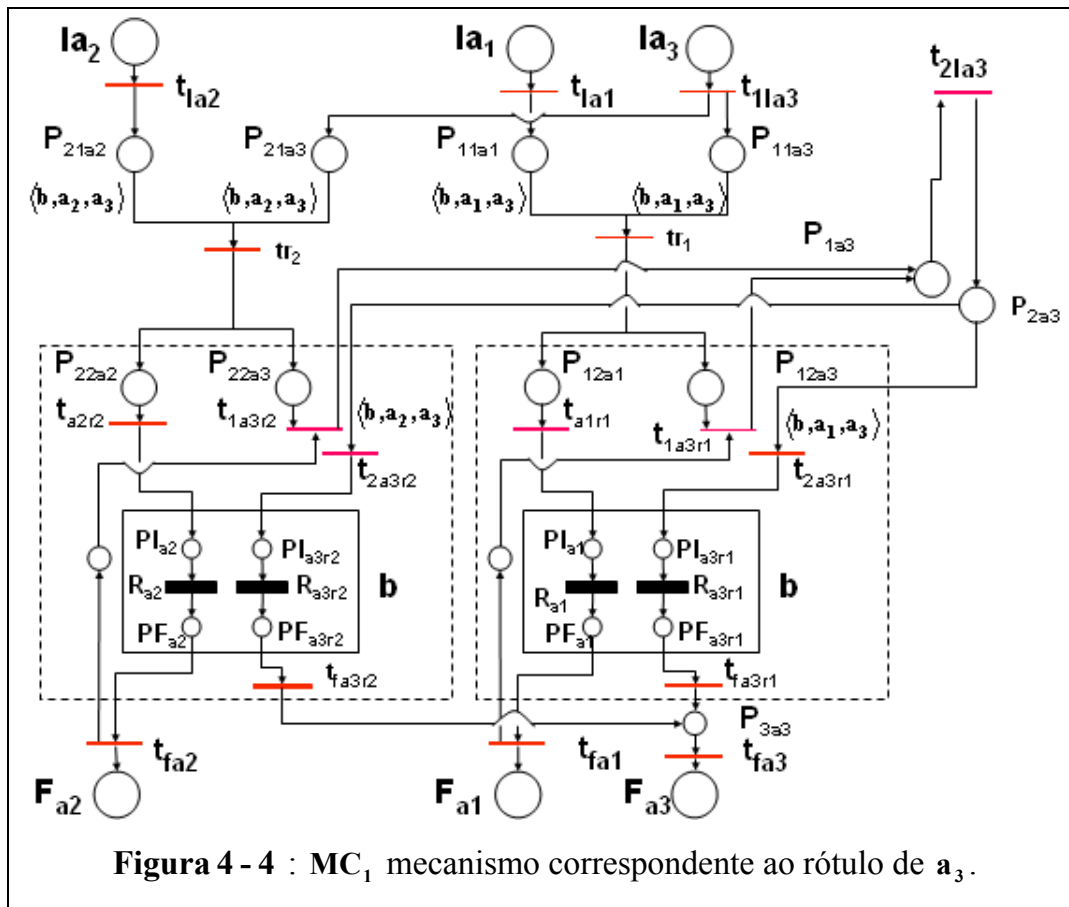 Ia2 Ia1 Ia3 t2Ia3
tIa2 tIa1 t1Ia3
P21a2 P21a3 P11a1 P11a3
⟨b,a2,a3⟩ ⟨b,a2,a3⟩ ⟨b,a1,a3⟩ ⟨b,a1,a3⟩
tr2 tr1 P1a3
P2a3
P22a2 P22a3 P12a1 P12a3
ta2r2 t1a3r2 ⟨b,a2,a3⟩ ta1r1 t1a3r1 ⟨b,a1,a3⟩
t2a3r2 t2a3r1
PIa2 PIa3r2 PIa1 PIa3r1
Ra2 Ra3r2 b Ra1 Ra3r1 b
PFa2 PFa3r2 PFa1 PFa3r1
tfa3r2 tfa3r1
P3a3
tfa2 tfa1 tfa3
Fa2 Fa1 Fa3
Figura 4 - 4 : MC1 mecanismo correspondente ao rótulo de a3.